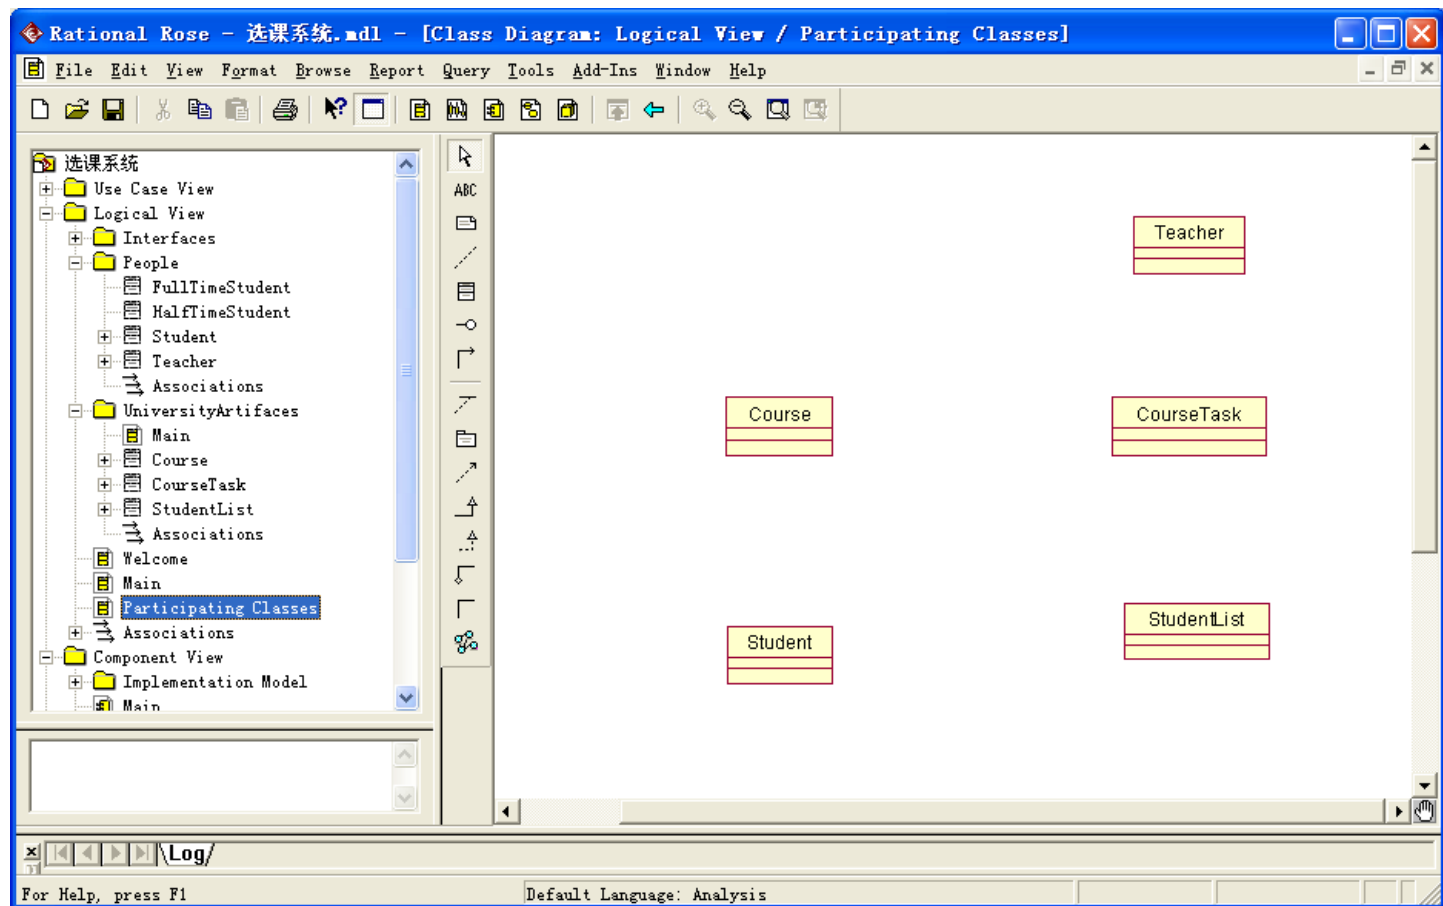 Rational Rose - 选课系统.mdl - [Class Diagram: Logical View / Participating Classes]
File Edit View Format Browse Report Query Tools Add-Ins Window Help
选课系统
Use Case View
Logical View
Interfaces
People
FullTimeStudent
HalfTimeStudent
Student
Teacher
Associations
UniversityArtifaces
Main
Course
CourseTask
StudentList
Associations
Welcome
Main
Participating Classes
Associations
Component View
Implementation Model
Main
ABC
Teacher
Course
CourseTask
Student
StudentList
Log
For Help, press F1
Default Language: Analysis